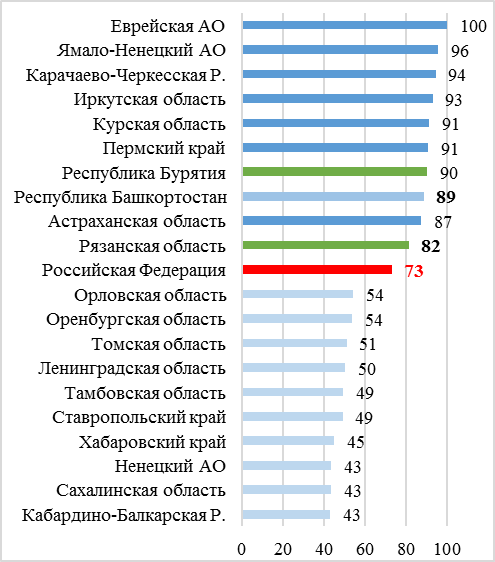 Еврейская АО 100
Ямало-Ненецкий АО 96
Карачаево-Черкесская Р. 94
Иркутская область 93
Курская область 91
Пермский край 91
Республика Бурятия 90
Республика Башкортостан 89
Астраханская область 87
Рязанская область 82
Российская Федерация 73
Орловская область 54
Оренбургская область 54
Томская область 51
Ленинградская область 50
Тамбовская область 49
Ставропольский край 49
Хабаровский край 45
Ненецкий АО 43
Сахалинская область 43
Кабардино-Балкарская Р. 43
0 20 40 60 80 100